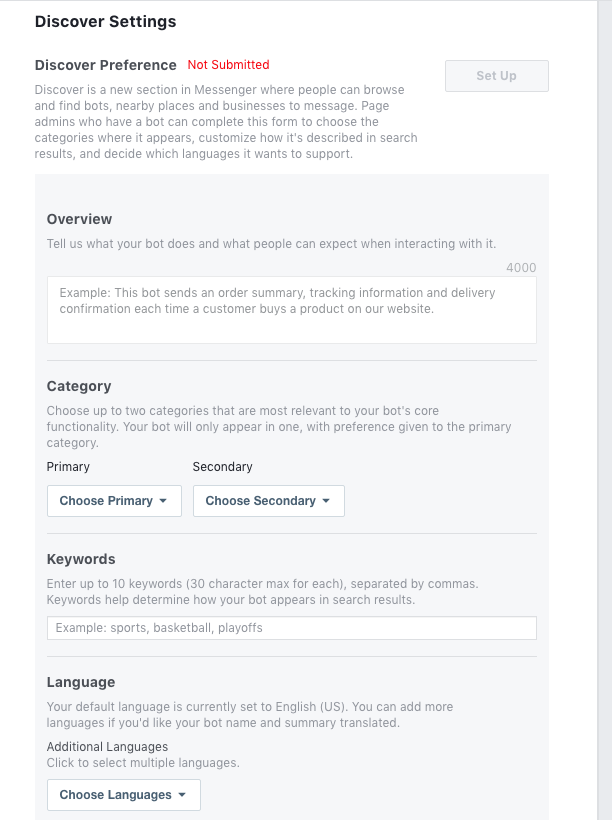 Discover Settings
Discover Preference Not Submitted
Set Up
Discover is a new section in Messenger where people can browse
and find bots, nearby places and businesses to message. Page
admins who have a bot can complete this form to choose the
categories where it appears, customize how it's described in search
results, and decide which languages it wants to support.
Overview
Tell us what your bot does and what people can expect when interacting with it.
4000
Example: This bot sends an order summary, tracking information and delivery
confirmation each time a customer buys a product on our website.
Category
Choose up to two categories that are most relevant to your bot's core
functionality. Your bot will only appear in one, with preference given to the primary
category.
Primary Secondary
Choose Primary Choose Secondary
Keywords
Enter up to 10 keywords (30 character max for each), separated by commas.
Keywords help determine how your bot appears in search results.
Example: sports, basketball, playoffs
Language
Your default language is currently set to English (US). You can add more
languages if you'd like your bot name and summary translated.
Additional Languages
Click to select multiple languages.
Choose Languages